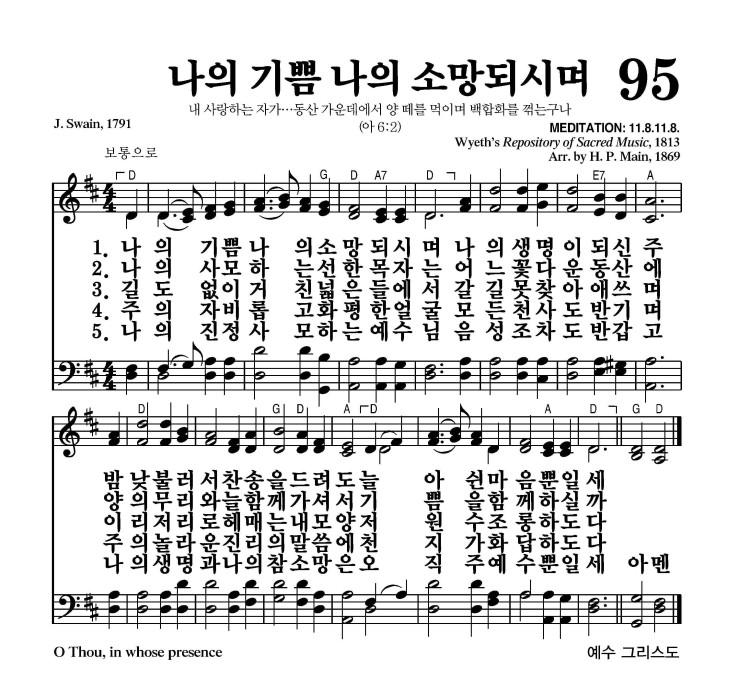 나의 기쁨 나의 소망되시며 95
내 사랑하는 자가…동산 가운데에서 양 떼를 먹이며 백합화를 꺾는구나
(아 6:2)
J. Swain, 1791
MEDITATION: 11.8.11.8.
Wyeth's Repository of Sacred Music, 1813
Arr. by H. P. Main, 1869
보통으로
D D G D A7 D D E7 A
4 4
1. 나 의 기쁨 나 의 소 망 되 시 며 나 의 생 명 이 되 신 주
2. 나 의 사모 하 는 선 한 목 자 는 어 느 꽃 다 운 동 산 에
3. 길 도 없이 거 친 넓 은 들 에 서 갈 길 못 찾 아 애 쓰 며
4. 주 의 자비 롭 고 화 평 한 얼 굴 모 든 천 사 도 반 기 며
5. 나 의 진정 사 모 하 는 예 수 님 음 성 조 차 도 반 갑 고
4 4
D G D A D A D G D
밤 낮 불 러 서 찬 송 을 드 려 도 늘 아 쉰 마 음 뿐 일 세
양 의 무 리 와 늘 함 께 가 셔 서 기 쁨 을 함 께 하 실 까
이 리 저 리 로 헤 매 는 내 모 양 저 원 수 조 롱 하 도 다
주 의 놀 라 운 진 리 의 말 씀 에 천 지 가 화 답 하 도 다
나 의 생 명 과 나 의 참 소 망 은 오 직 주 예 수 뿐 일 세 아 멘
O Thou, in whose presence
예수 그리스도